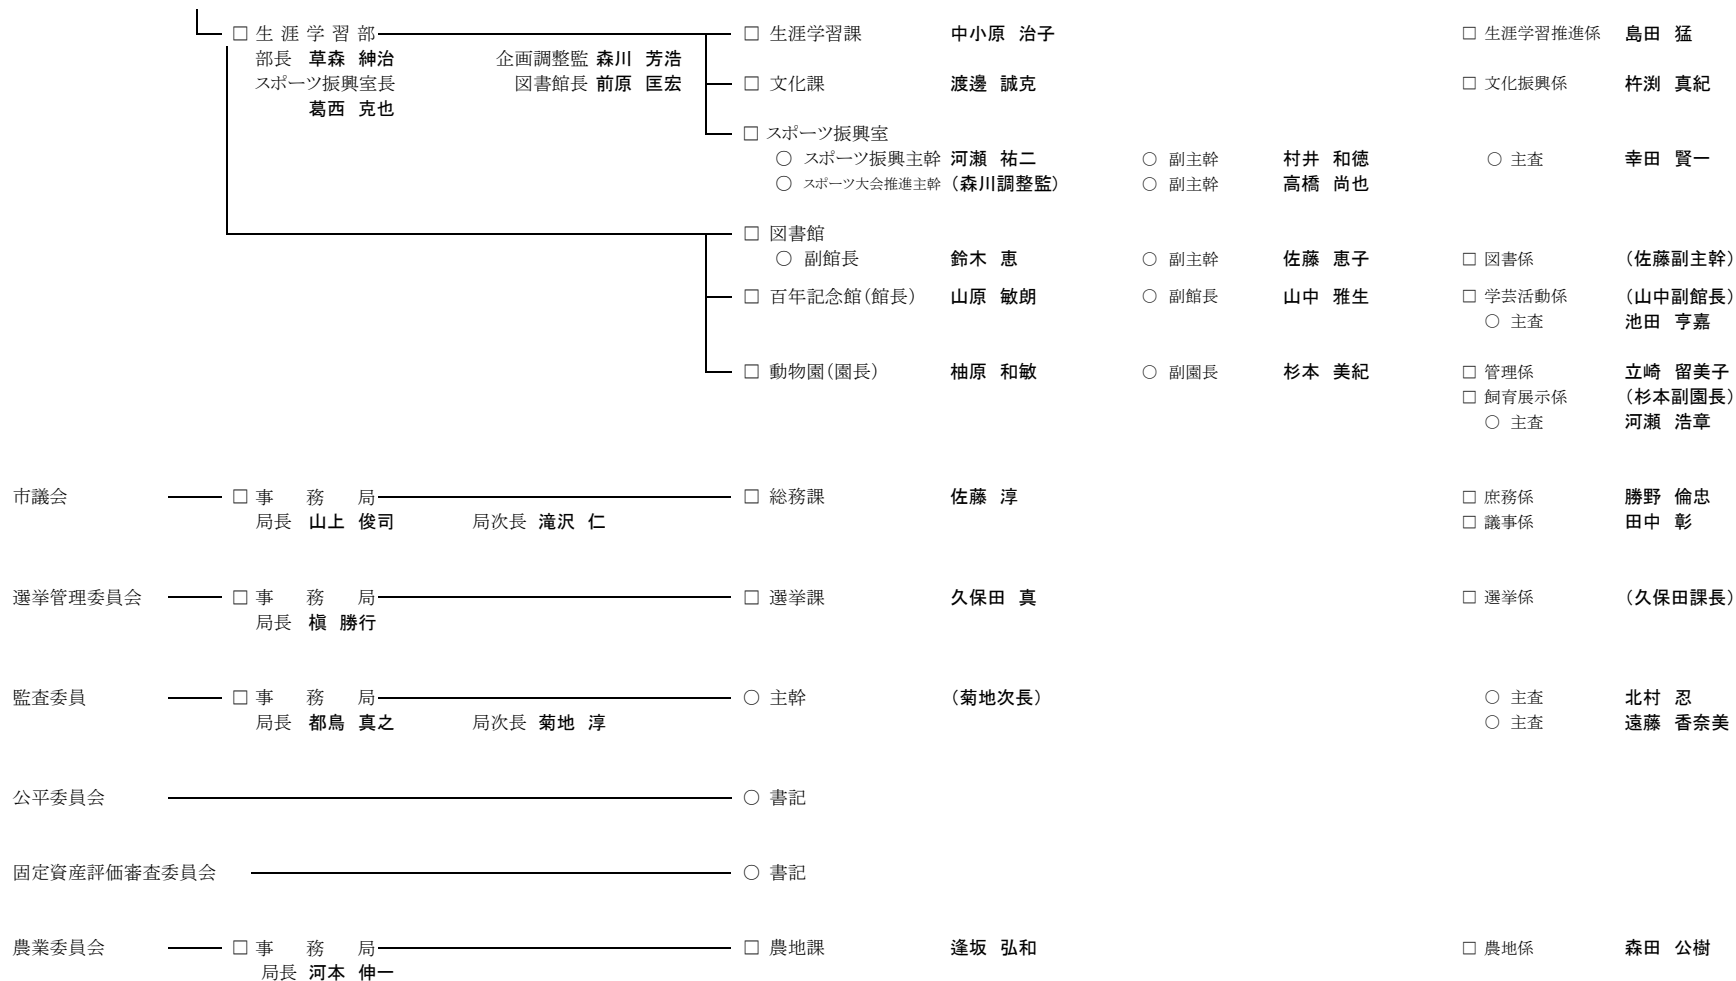 □ 生涯学習部 □ 生涯学習課 中小原 治子 □ 生涯学習推進係 島田 猛
部長 草森 紳治 企画調整監 森川 芳浩
スポーツ振興室長 図書館長 前原 匡宏 □ 文化課 渡邊 誠克 □ 文化振興係 杵渕 真紀
葛西 克也
□ スポーツ振興室
○ スポーツ振興主幹 河瀬 祐二 ○ 副主幹 村井 和徳 ○ 主査 幸田 賢一
○ スポーツ大会推進主幹 (森川調整監) ○ 副主幹 高橋 尚也
□ 図書館
○ 副館長 鈴木 恵 ○ 副主幹 佐藤 恵子 □ 図書係 (佐藤副主幹)
□ 百年記念館(館長) 山原 敏朗 ○ 副館長 山中 雅生 □ 学芸活動係 (山中副館長)
○ 主査 池田 亨嘉
□ 動物園(園長) 柚原 和敏 ○ 副園長 杉本 美紀 □ 管理係 立崎 留美子
□ 飼育展示係 (杉本副園長)
○ 主査 河瀬 浩章
市議会 □ 事務局 □ 総務課 佐藤 淳 □ 庶務係 勝野 倫忠
局長 山上 俊司 局次長 滝沢 仁 □ 議事係 田中 彰
選挙管理委員会 □ 事務局 □ 選挙課 久保田 真 □ 選挙係 (久保田課長)
局長 槇 勝行
監査委員 □ 事務局 ○ 主幹 (菊地次長) ○ 主査 北村 忍
局長 都鳥 真之 局次長 菊地 淳 ○ 主査 遠藤 香奈美
公平委員会 ○ 書記
固定資産評価審査委員会 ○ 書記
農業委員会 □ 事務局 □ 農地課 逢坂 弘和 □ 農地係 森田 公樹
局長 河本 伸一